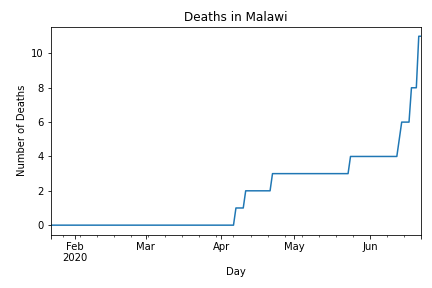 Deaths in Malawi
Number of Deaths
10
8
6
4
2
0
Feb
2020
Mar
Apr
May
Jun
Day